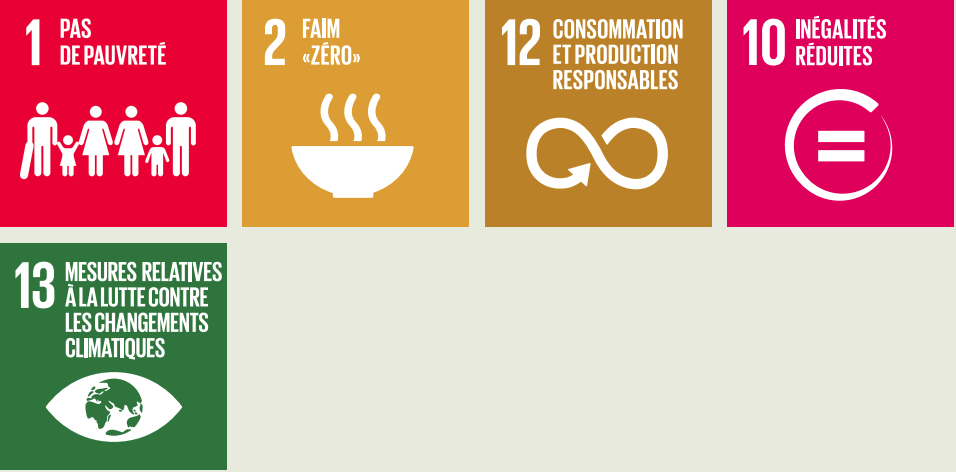 1 PAS
DE PAUVRETÉ
2 FAIM
«ZÉRO»
12 CONSOMMATION
ET PRODUCTION
RESPONSABLES
10 INÉGALITÉS
RÉDUITES
13 MESURES RELATIVES
À LA LUTTE CONTRE
LES CHANGEMENTS
CLIMATIQUES